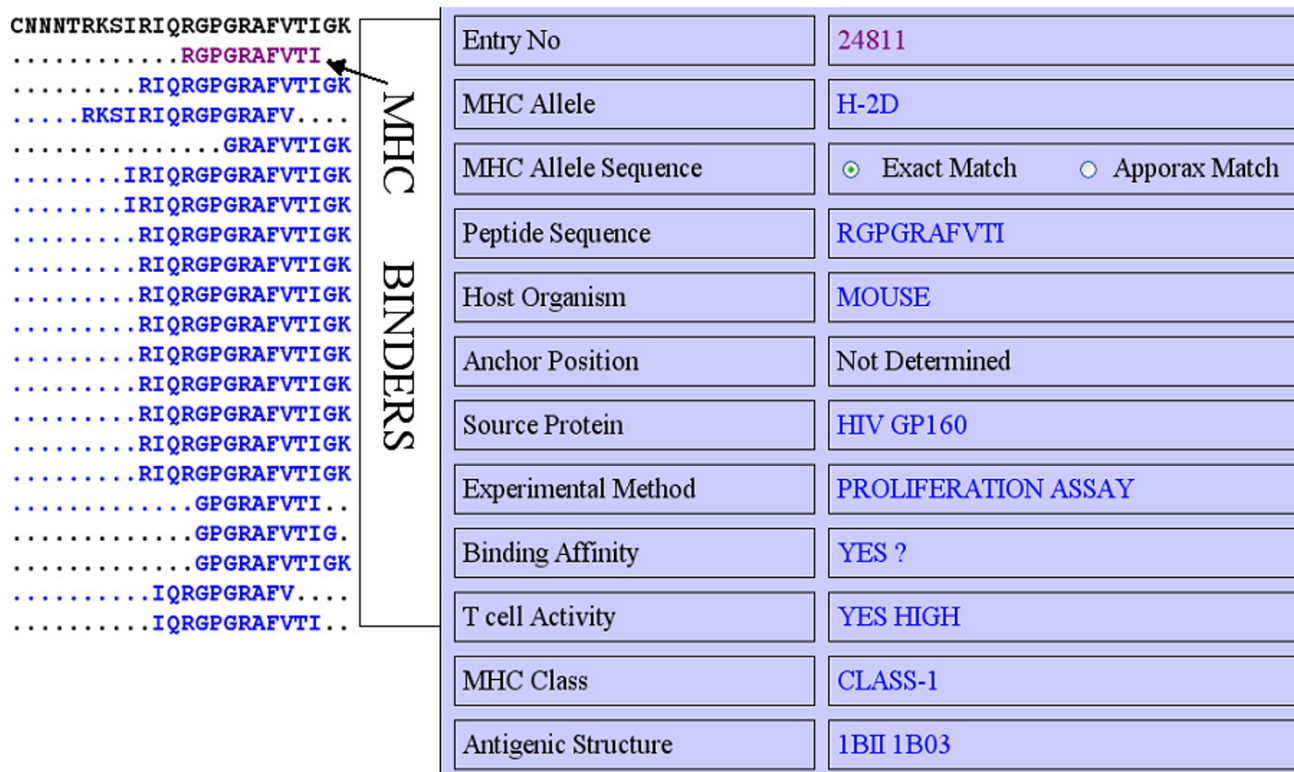 CNNNTRKSIRIQRGPGRAFVTIGK
............RGPGRAFVTI..
.........RIQRGPGRAFVTIGK
.....RKSIRIQRGPGRAFV....
...............GRAFVTIGK
........IRIQRGPGRAFVTIGK
........IRIQRGPGRAFVTIGK
.........RIQRGPGRAFVTIGK
.........RIQRGPGRAFVTIGK
.........RIQRGPGRAFVTIGK
.........RIQRGPGRAFVTIGK
.........RIQRGPGRAFVTIGK
.........RIQRGPGRAFVTIGK
.........RIQRGPGRAFVTIGK
.........RIQRGPGRAFVTIGK
.........RIQRGPGRAFVTIGK
.............GPGRAFVTI..
.............GPGRAFVTIG.
.............GPGRAFVTIGK
..........IQRGPGRAFV....
..........IQRGPGRAFVTI..
MHC BINDERS
Entry No 24811
MHC Allele H-2D
MHC Allele Sequence Exact Match Apporax Match
Peptide Sequence RGPGRAFVTI
Host Organism MOUSE
Anchor Position Not Determined
Source Protein HIV GP160
Experimental Method PROLIFERATION ASSAY
Binding Affinity YES ?
T cell Activity YES HIGH
MHC Class CLASS-1
Antigenic Structure 1BII 1B03